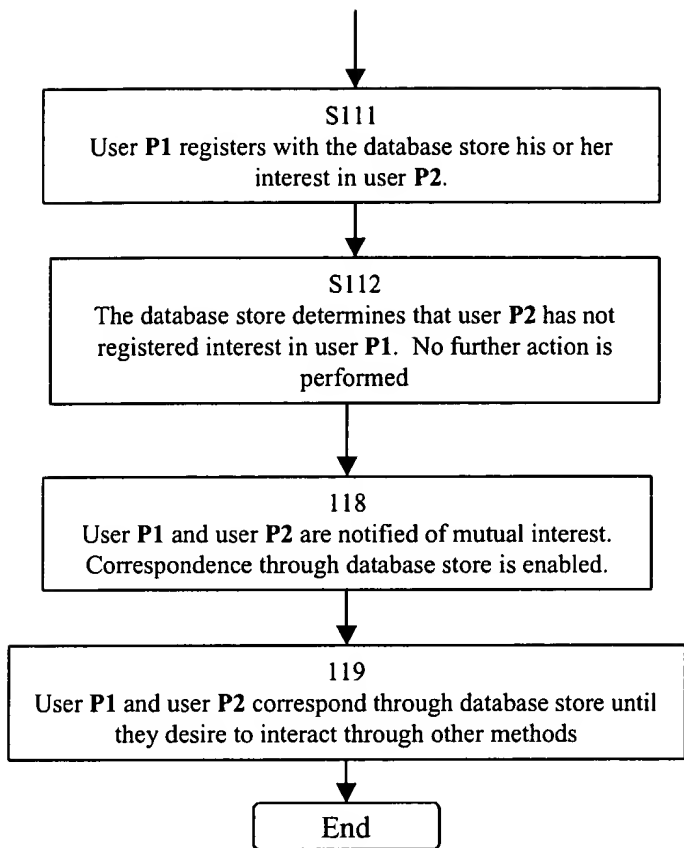 S111
User P1 registers with the database store his or her
interest in user P2.
S112
The database store determines that user P2 has not
registered interest in user P1. No further action is
performed
118
User P1 and user P2 are notified of mutual interest.
Correspondence through database store is enabled.
119
User P1 and user P2 correspond through database store until
they desire to interact through other methods
End